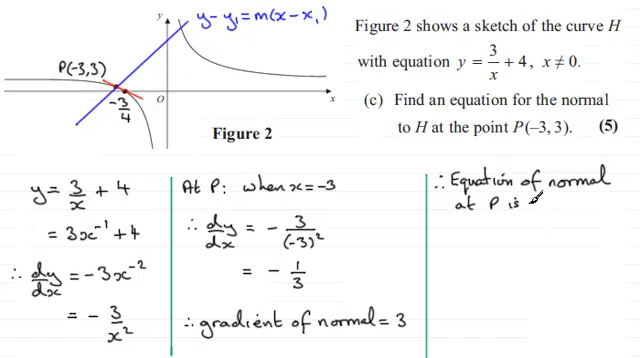 y
y - y₁ = m(x - x₁)
P(-3,3)
-3/4
O
x
Figure 2
Figure 2 shows a sketch of the curve H
with equation y = 3/x + 4, x ≠ 0.
(c) Find an equation for the normal
to H at the point P(–3, 3). (5)
y = 3/x + 4
= 3x⁻¹ + 4
∴ dy/dx = -3x⁻²
= - 3/x²
At P: when x = -3
∴ dy/dx = - 3/(-3)²
= - 1/3
∴ gradient of normal = 3
∴ Equation of normal
at P is